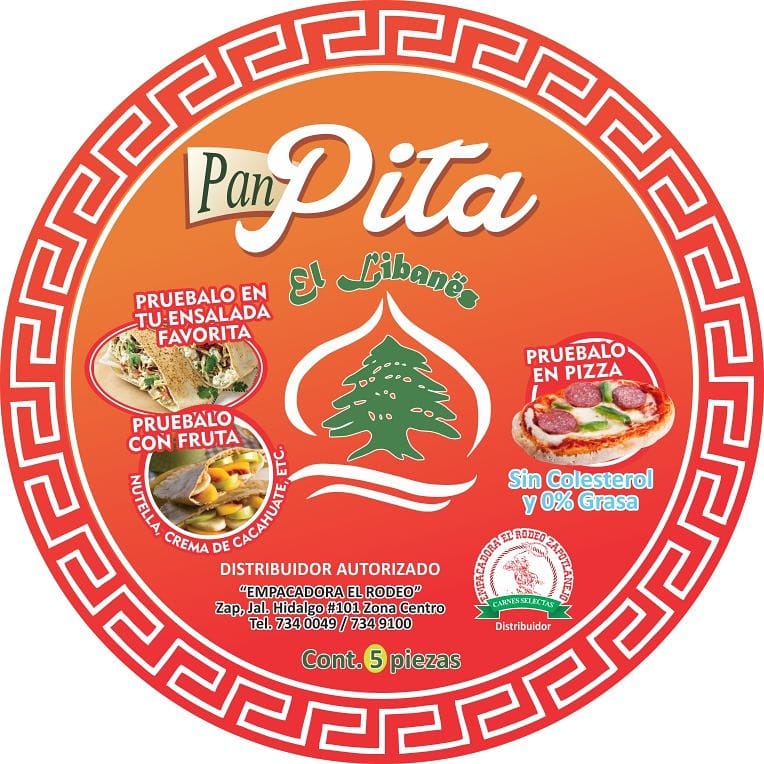 Pan Pita
El Libanës
PRUEBALO EN
TU ENSALADA
FAVORITA
PRUEBALO
CON FRUTA
NUTELLA, CREMA DE CACAHUATE, ETC.
PRUEBALO
EN PIZZA
Sin Colesterol
y 0% Grasa
DISTRIBUIDOR AUTORIZADO
"EMPACADORA EL RODEO"
Zap, Jal. Hidalgo #101 Zona Centro
Tel. 734 0049 / 734 9100
EMPACADORA EL RODEO ZAPOTLANEJO
CARNES SELECTAS
Distribuidor
Cont. 5 piezas